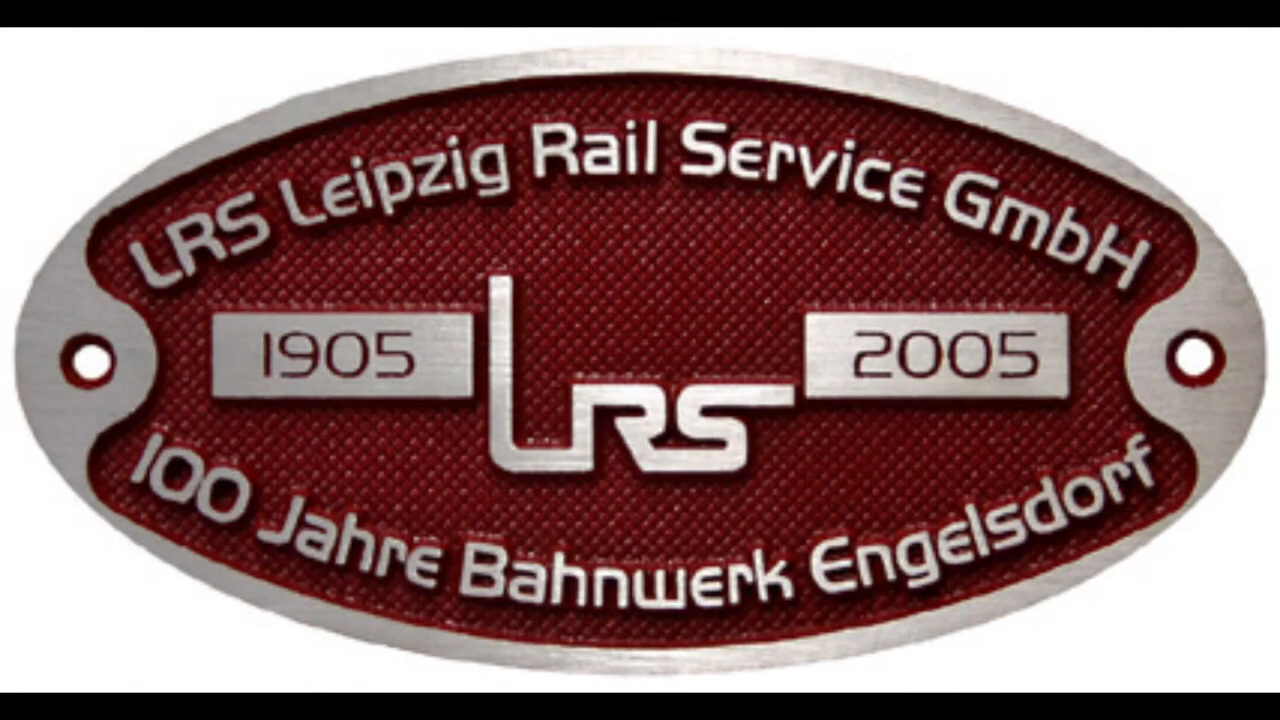 LRS Leipzig Rail Service GmbH
1905
LRS
2005
100 Jahre Bahnwerk Engelsdorf